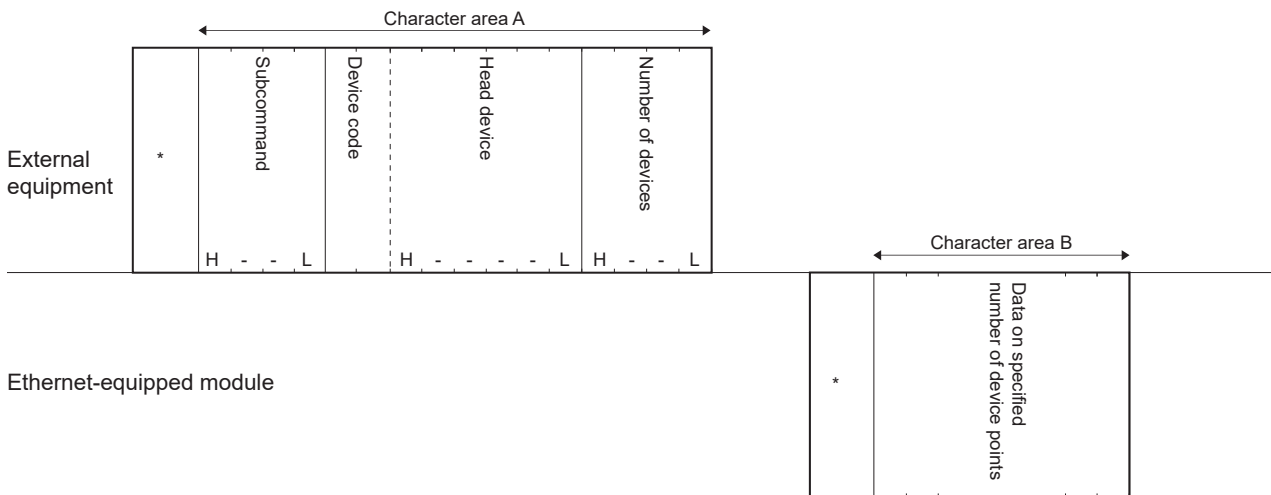 Character area A
Subcommand
Device code
Head device
Number of devices
External
equipment
*
H - - L
H - - - - L
H - - L
Character area B
Data on specified
number of device points
Ethernet-equipped module
*